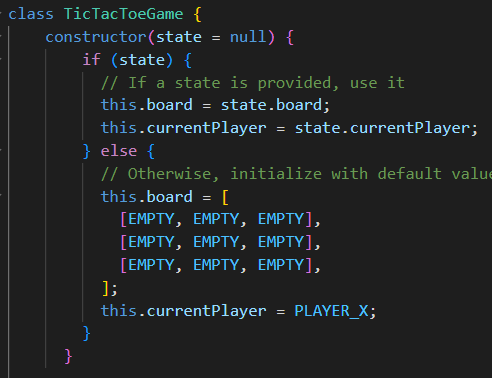 class TicTacToeGame {
constructor(state = null) {
if (state) {
// If a state is provided, use it
this.board = state.board;
this.currentPlayer = state.currentPlayer;
} else {
// Otherwise, initialize with default value
this.board = [
[EMPTY, EMPTY, EMPTY],
[EMPTY, EMPTY, EMPTY],
[EMPTY, EMPTY, EMPTY],
];
this.currentPlayer = PLAYER_X;
}
}